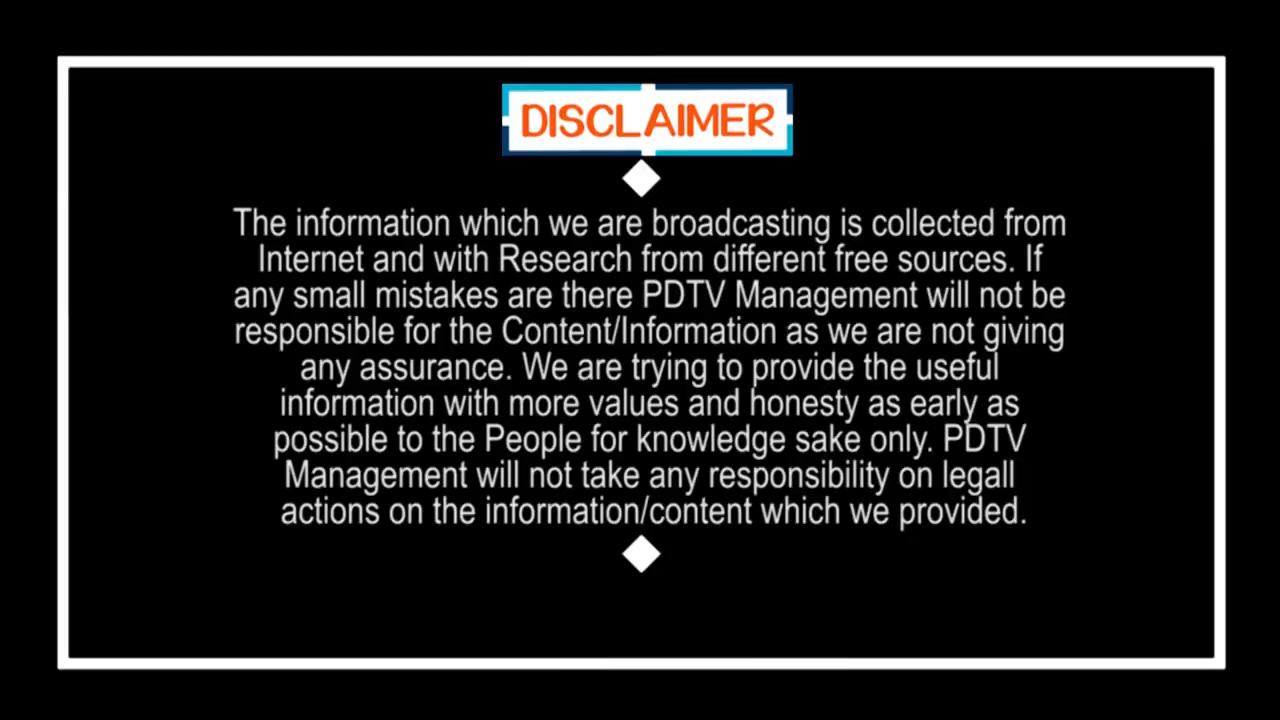 DISCLAIMER
The information which we are broadcasting is collected from
Internet and with Research from different free sources. If
any small mistakes are there PDTV Management will not be
responsible for the Content/Information as we are not giving
any assurance. We are trying to provide the useful
information with more values and honesty as early as
possible to the People for knowledge sake only. PDTV
Management will not take any responsibility on legall
actions on the information/content which we provided.